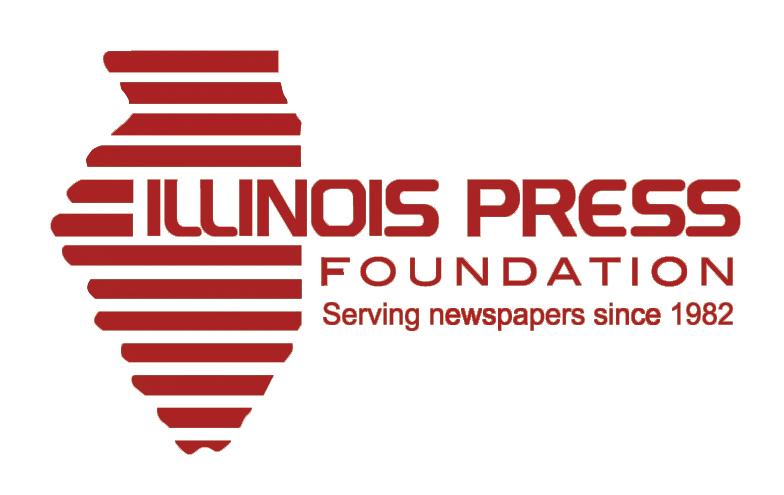 ILLINOIS PRESS
FOUNDATION
Serving newspapers since 1982